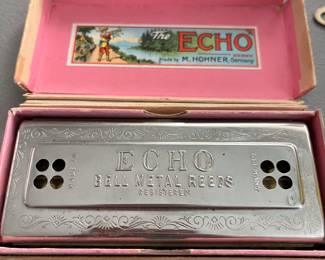 The ECHO
Made by M. HOHNER, Germany
ECHO
BELL METAL REEDS
REGISTERED